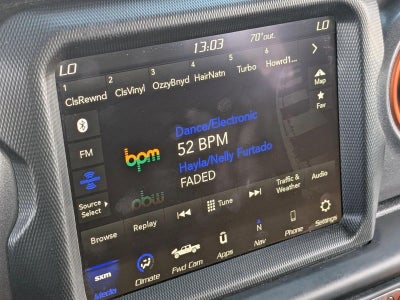 13:03 70°out.
LO LO
1 2 3 4 5 6
ClsRewnd ClsVinyl OzzyBnyd HairNatn Turbo Howrd1...
Map
Fav
FM
SiriusXM
Source
Select
bpm
Dance/Electronic
52 BPM
Hayla/Nelly Furtado
FADED
Browse Replay Tune Traffic &
Weather Audio
sxm
Media Climate Fwd Cam Apps N
Nav Phone Settings